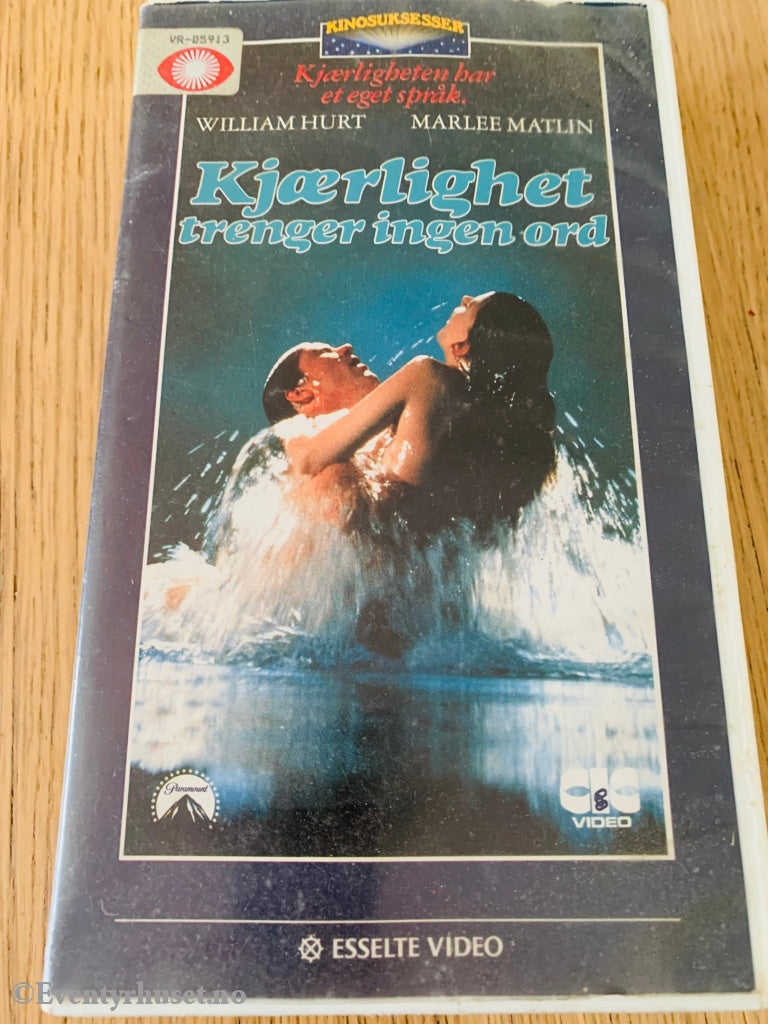 VR-05913
KINOSUKSESSER
Kjærligheten har
et eget språk.
WILLIAM HURT MARLEE MATLIN
Kjærlighet
trenger ingen ord
Paramount
CIC
8
VIDEO
ESSELTE VIDEO
©Eventyrhuset.no